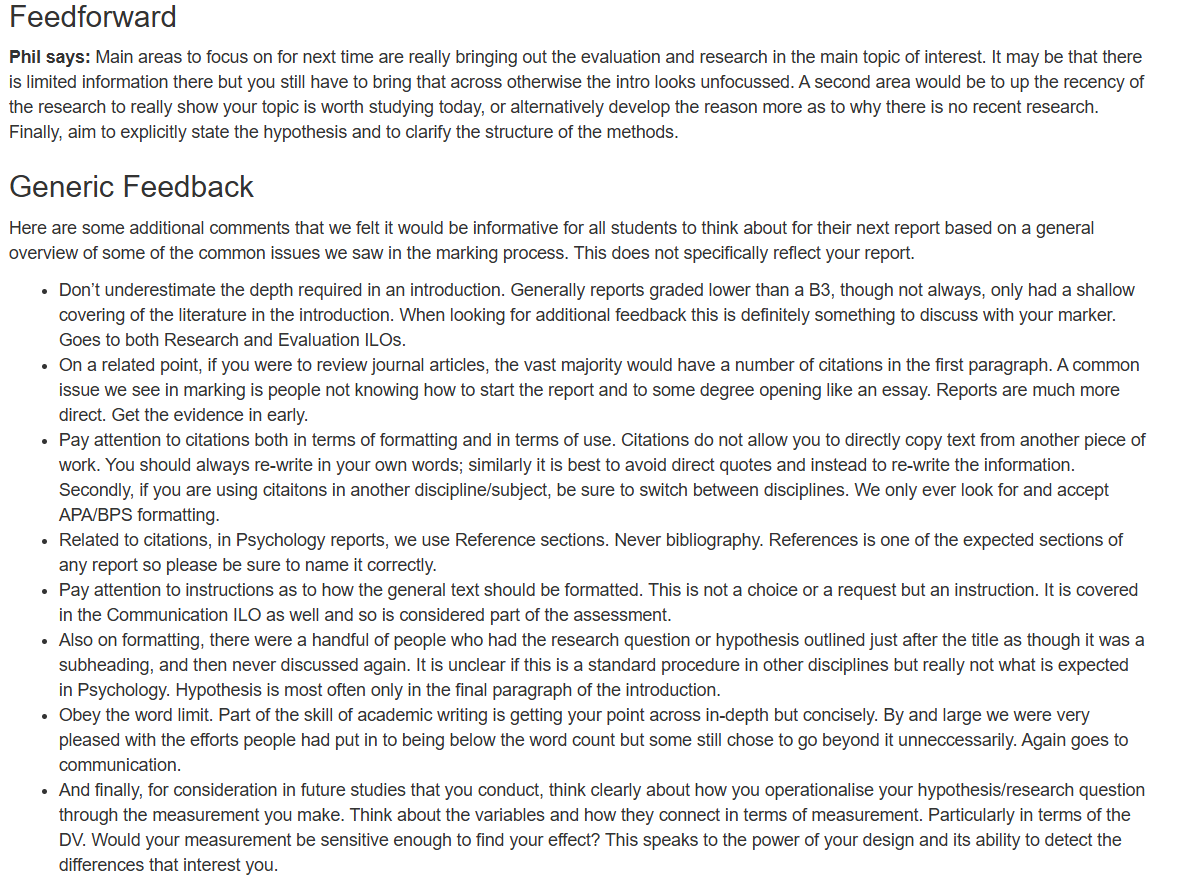 Feedforward
Phil says: Main areas to focus on for next time are really bringing out the evaluation and research in the main topic of interest. It may be that there
is limited information there but you still have to bring that across otherwise the intro looks unfocussed. A second area would be to up the recency of
the research to really show your topic is worth studying today, or alternatively develop the reason more as to why there is no recent research.
Finally, aim to explicitly state the hypothesis and to clarify the structure of the methods.
Generic Feedback
Here are some additional comments that we felt it would be informative for all students to think about for their next report based on a general
overview of some of the common issues we saw in the marking process. This does not specifically reflect your report.
• Don’t underestimate the depth required in an introduction. Generally reports graded lower than a B3, though not always, only had a shallow
covering of the literature in the introduction. When looking for additional feedback this is definitely something to discuss with your marker.
Goes to both Research and Evaluation ILOs.
• On a related point, if you were to review journal articles, the vast majority would have a number of citations in the first paragraph. A common
issue we see in marking is people not knowing how to start the report and to some degree opening like an essay. Reports are much more
direct. Get the evidence in early.
• Pay attention to citations both in terms of formatting and in terms of use. Citations do not allow you to directly copy text from another piece of
work. You should always re-write in your own words; similarly it is best to avoid direct quotes and instead to re-write the information.
Secondly, if you are using citaitons in another discipline/subject, be sure to switch between disciplines. We only ever look for and accept
APA/BPS formatting.
• Related to citations, in Psychology reports, we use Reference sections. Never bibliography. References is one of the expected sections of
any report so please be sure to name it correctly.
• Pay attention to instructions as to how the general text should be formatted. This is not a choice or a request but an instruction. It is covered
in the Communication ILO as well and so is considered part of the assessment.
• Also on formatting, there were a handful of people who had the research question or hypothesis outlined just after the title as though it was a
subheading, and then never discussed again. It is unclear if this is a standard procedure in other disciplines but really not what is expected
in Psychology. Hypothesis is most often only in the final paragraph of the introduction.
• Obey the word limit. Part of the skill of academic writing is getting your point across in-depth but concisely. By and large we were very
pleased with the efforts people had put in to being below the word count but some still chose to go beyond it unneccessarily. Again goes to
communication.
• And finally, for consideration in future studies that you conduct, think clearly about how you operationalise your hypothesis/research question
through the measurement you make. Think about the variables and how they connect in terms of measurement. Particularly in terms of the
DV. Would your measurement be sensitive enough to find your effect? This speaks to the power of your design and its ability to detect the
differences that interest you.